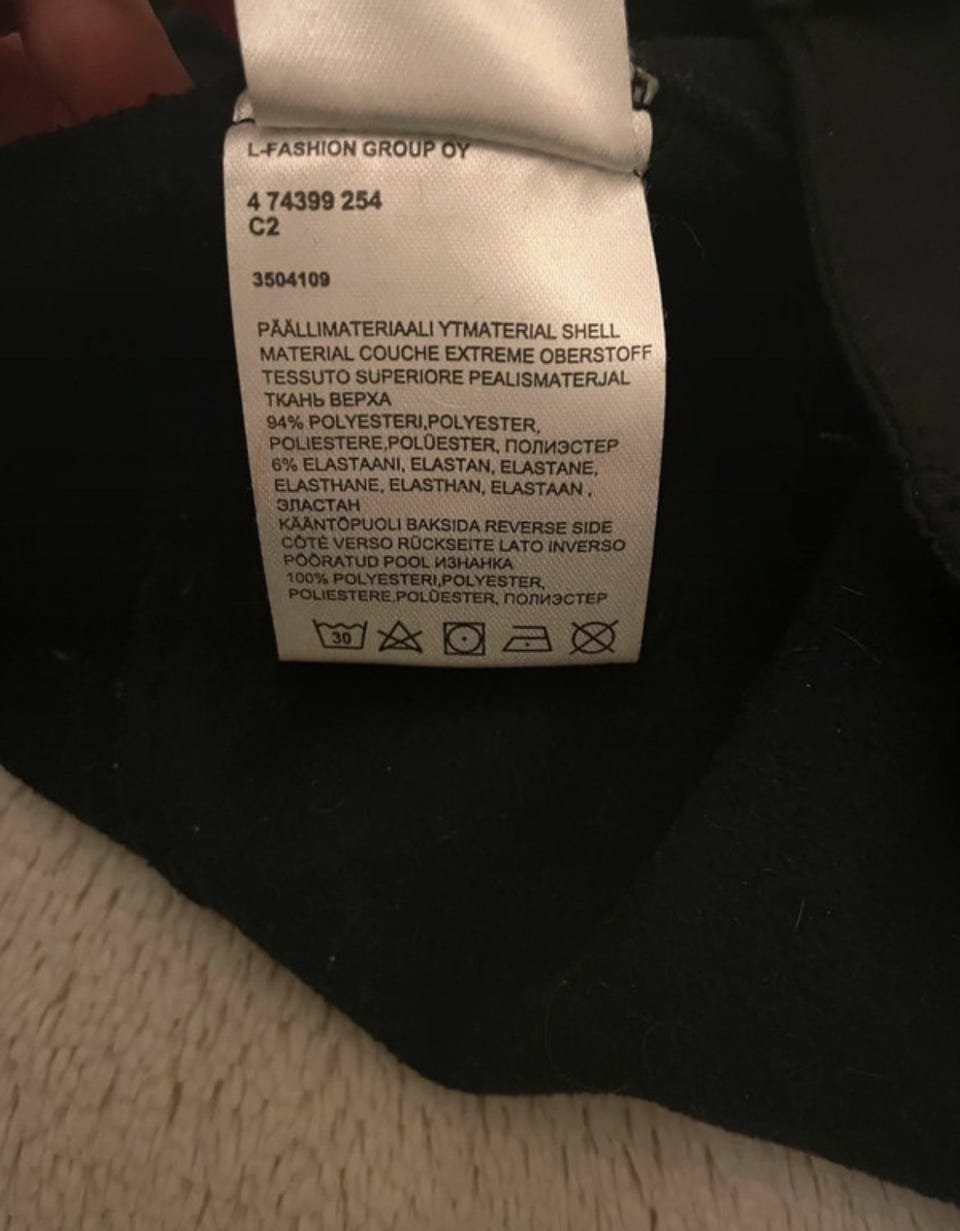 L-FASHION GROUP OY
4 74399 254
C2
3504109
PÄÄLLIMATERIAALI YTMATERIAL SHELL
MATERIAL COUCHE EXTREME OBERSTOFF
TESSUTO SUPERIORE PEALISMATERJAL
ТКАНЬ ВЕРХА
94% POLYESTERI,POLYESTER,
POLIESTERE,POLÜESTER, ПОЛИЭСТЕР
6% ELASTAANI, ELASTAN, ELASTANE,
ELASTHANE, ELASTHAN, ELASTAAN ,
ЭЛАСТАН
KÄÄNTÖPUOLI BAKSIDA REVERSE SIDE
CÔTÉ VERSO RÜCKSEITE LATO INVERSO
PÖÖRATUD POOL ИЗНАНКА
100% POLYESTERI,POLYESTER,
POLIESTERE,POLÜESTER, ПОЛИЭСТЕР
30